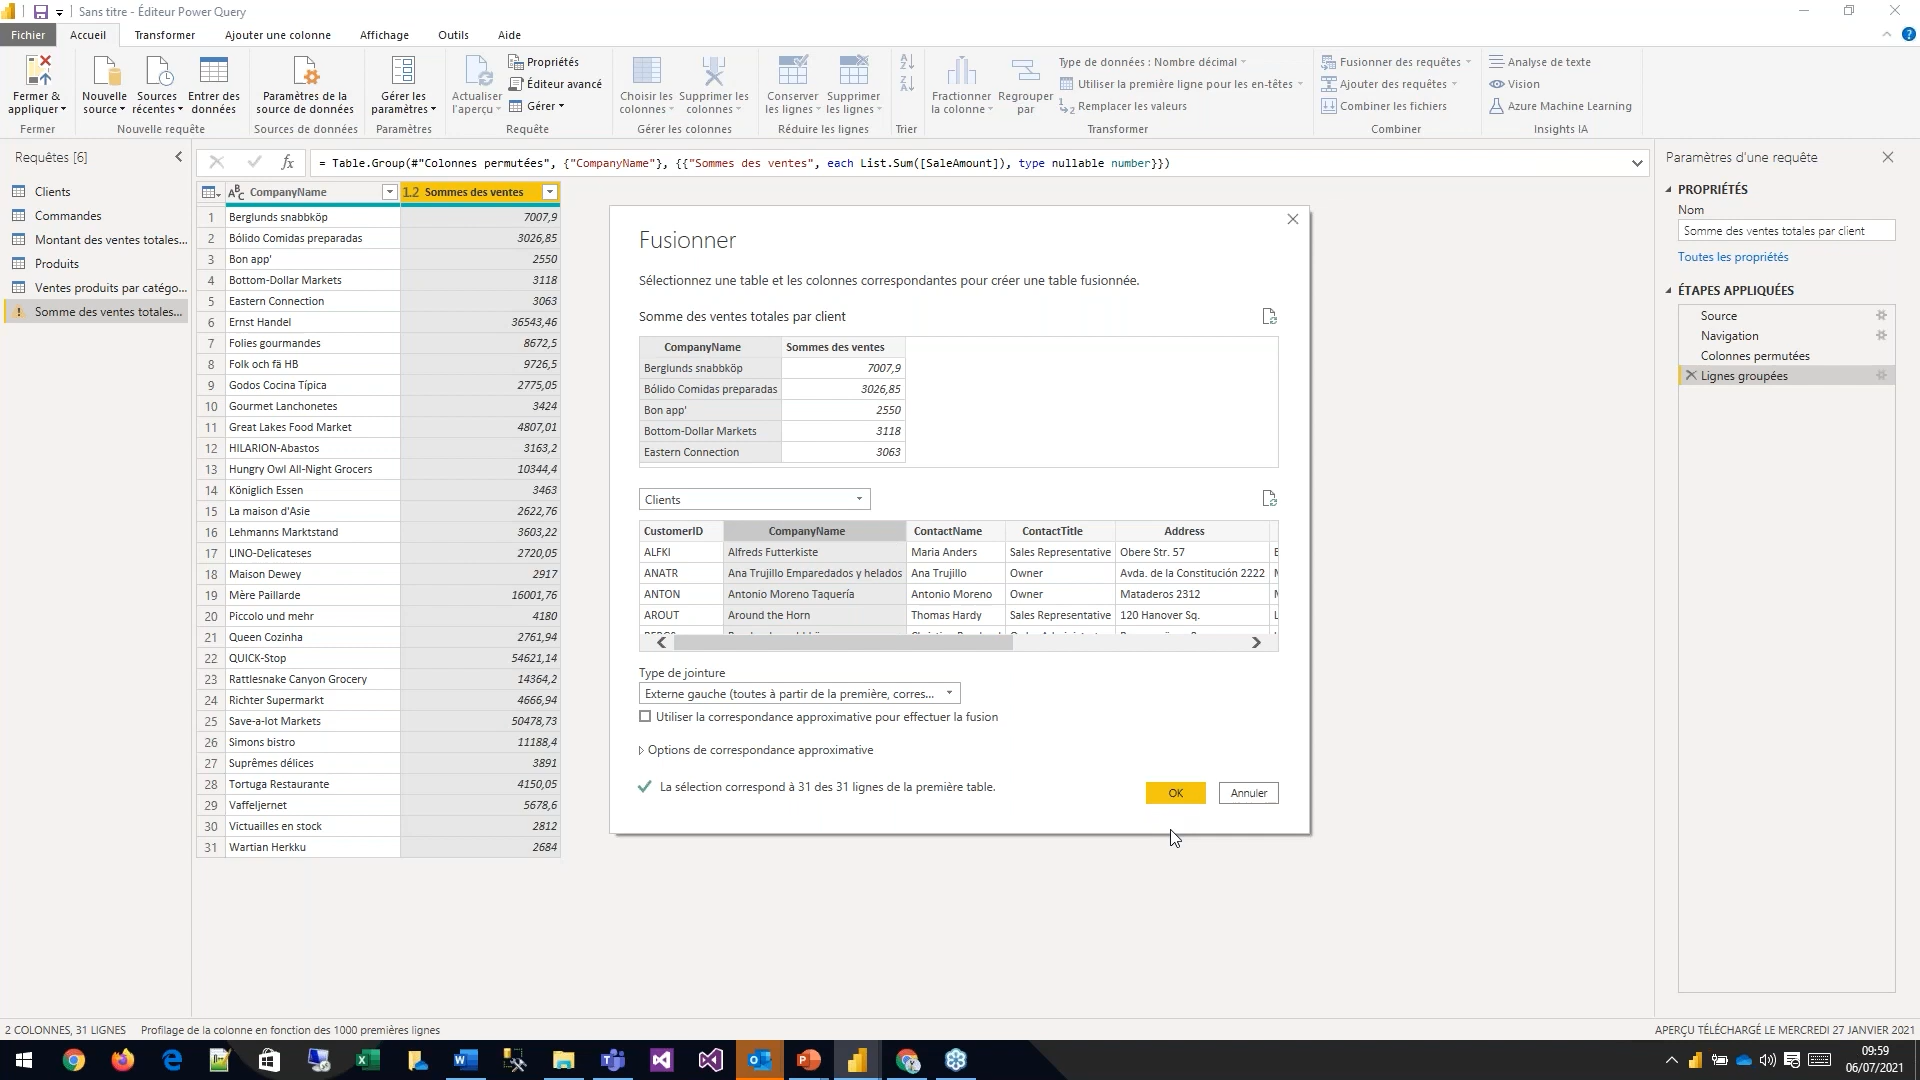 Sans titre - Éditeur Power Query
Fichier Accueil Transformer Ajouter une colonne Affichage Outils Aide
Fermer & appliquer
Nouvelle source
Sources récentes
Entrer des données
Paramètres de la source de données
Gérer les paramètres
Actualiser l'aperçu
Propriétés
Éditeur avancé
Gérer
Choisir les colonnes
Supprimer les colonnes
Conserver les lignes
Supprimer les lignes
Fractionner la colonne
Regrouper par
Type de données : Nombre décimal
Utiliser la première ligne pour les en-têtes
Remplacer les valeurs
Fusionner des requêtes
Ajouter des requêtes
Combiner les fichiers
Analyse de texte
Vision
Azure Machine Learning
Fermer Nouvelle requête Sources de données Paramètres Requête Gérer les colonnes Réduire les lignes Trier Transformer Combiner Insights IA
Requêtes [6]
Clients
Commandes
Montant des ventes totales...
Produits
Ventes produits par catégo...
Somme des ventes totales...
= Table.Group(#"Colonnes permutées", {"CompanyName"}, {{"Sommes des ventes", each List.Sum([SaleAmount]), type nullable number}})
CompanyName 1.2 Sommes des ventes
1 Berglunds snabbköp 7007,9
2 Bólido Comidas preparadas 3026,85
3 Bon app' 2550
4 Bottom-Dollar Markets 3118
5 Eastern Connection 3063
6 Ernst Handel 36543,46
7 Folies gourmandes 8672,5
8 Folk och fä HB 9726,5
9 Godos Cocina Típica 2775,05
10 Gourmet Lanchonetes 3424
11 Great Lakes Food Market 4807,01
12 HILARION-Abastos 3163,2
13 Hungry Owl All-Night Grocers 10344,4
14 Königlich Essen 3463
15 La maison d'Asie 2622,76
16 Lehmanns Marktstand 3603,22
17 LINO-Delicateses 2720,05
18 Maison Dewey 2917
19 Mère Paillarde 16001,76
20 Piccolo und mehr 4180
21 Queen Cozinha 2761,94
22 QUICK-Stop 54621,14
23 Rattlesnake Canyon Grocery 14364,2
24 Richter Supermarkt 4666,94
25 Save-a-lot Markets 50478,73
26 Simons bistro 11188,4
27 Suprêmes délices 3891
28 Tortuga Restaurante 4150,05
29 Vaffeljernet 5678,6
30 Victuailles en stock 2812
31 Wartian Herkku 2684
Fusionner
Sélectionnez une table et les colonnes correspondantes pour créer une table fusionnée.
Somme des ventes totales par client
CompanyName Sommes des ventes
Berglunds snabbköp 7007,9
Bólido Comidas preparadas 3026,85
Bon app' 2550
Bottom-Dollar Markets 3118
Eastern Connection 3063
Clients
CustomerID CompanyName ContactName ContactTitle Address
ALFKI Alfreds Futterkiste Maria Anders Sales Representative Obere Str. 57
ANATR Ana Trujillo Emparedados y helados Ana Trujillo Owner Avda. de la Constitución 2222
ANTON Antonio Moreno Taquería Antonio Moreno Owner Mataderos 2312
AROUT Around the Horn Thomas Hardy Sales Representative 120 Hanover Sq.
Type de jointure
Externe gauche (toutes à partir de la première, corres...
Utiliser la correspondance approximative pour effectuer la fusion
Options de correspondance approximative
La sélection correspond à 31 des 31 lignes de la première table.
OK Annuler
Paramètres d'une requête
PROPRIÉTÉS
Nom
Somme des ventes totales par client
Toutes les propriétés
ÉTAPES APPLIQUÉES
Source
Navigation
Colonnes permutées
Lignes groupées
2 COLONNES, 31 LIGNES Profilage de la colonne en fonction des 1000 premières lignes
APERÇU TÉLÉCHARGÉ LE MERCREDI 27 JANVIER 2021
09:59
06/07/2021